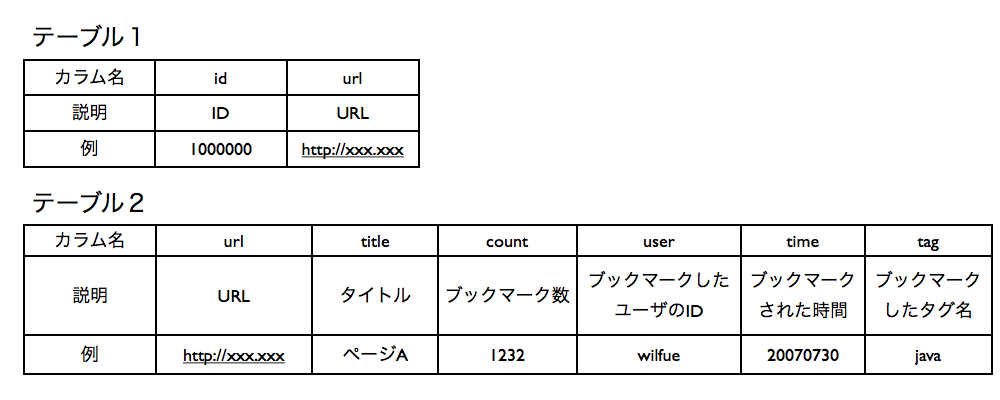 テーブル１
カラム名 id url
説明 ID URL
例 1000000 http://xxx.xxx
テーブル２
カラム名 url title count user time tag
説明 URL タイトル ブックマーク数 ブックマークした ユーザのID ブックマーク された時間 ブックマーク したタグ名
例 http://xxx.xxx ページA 1232 wilfue 20070730 java